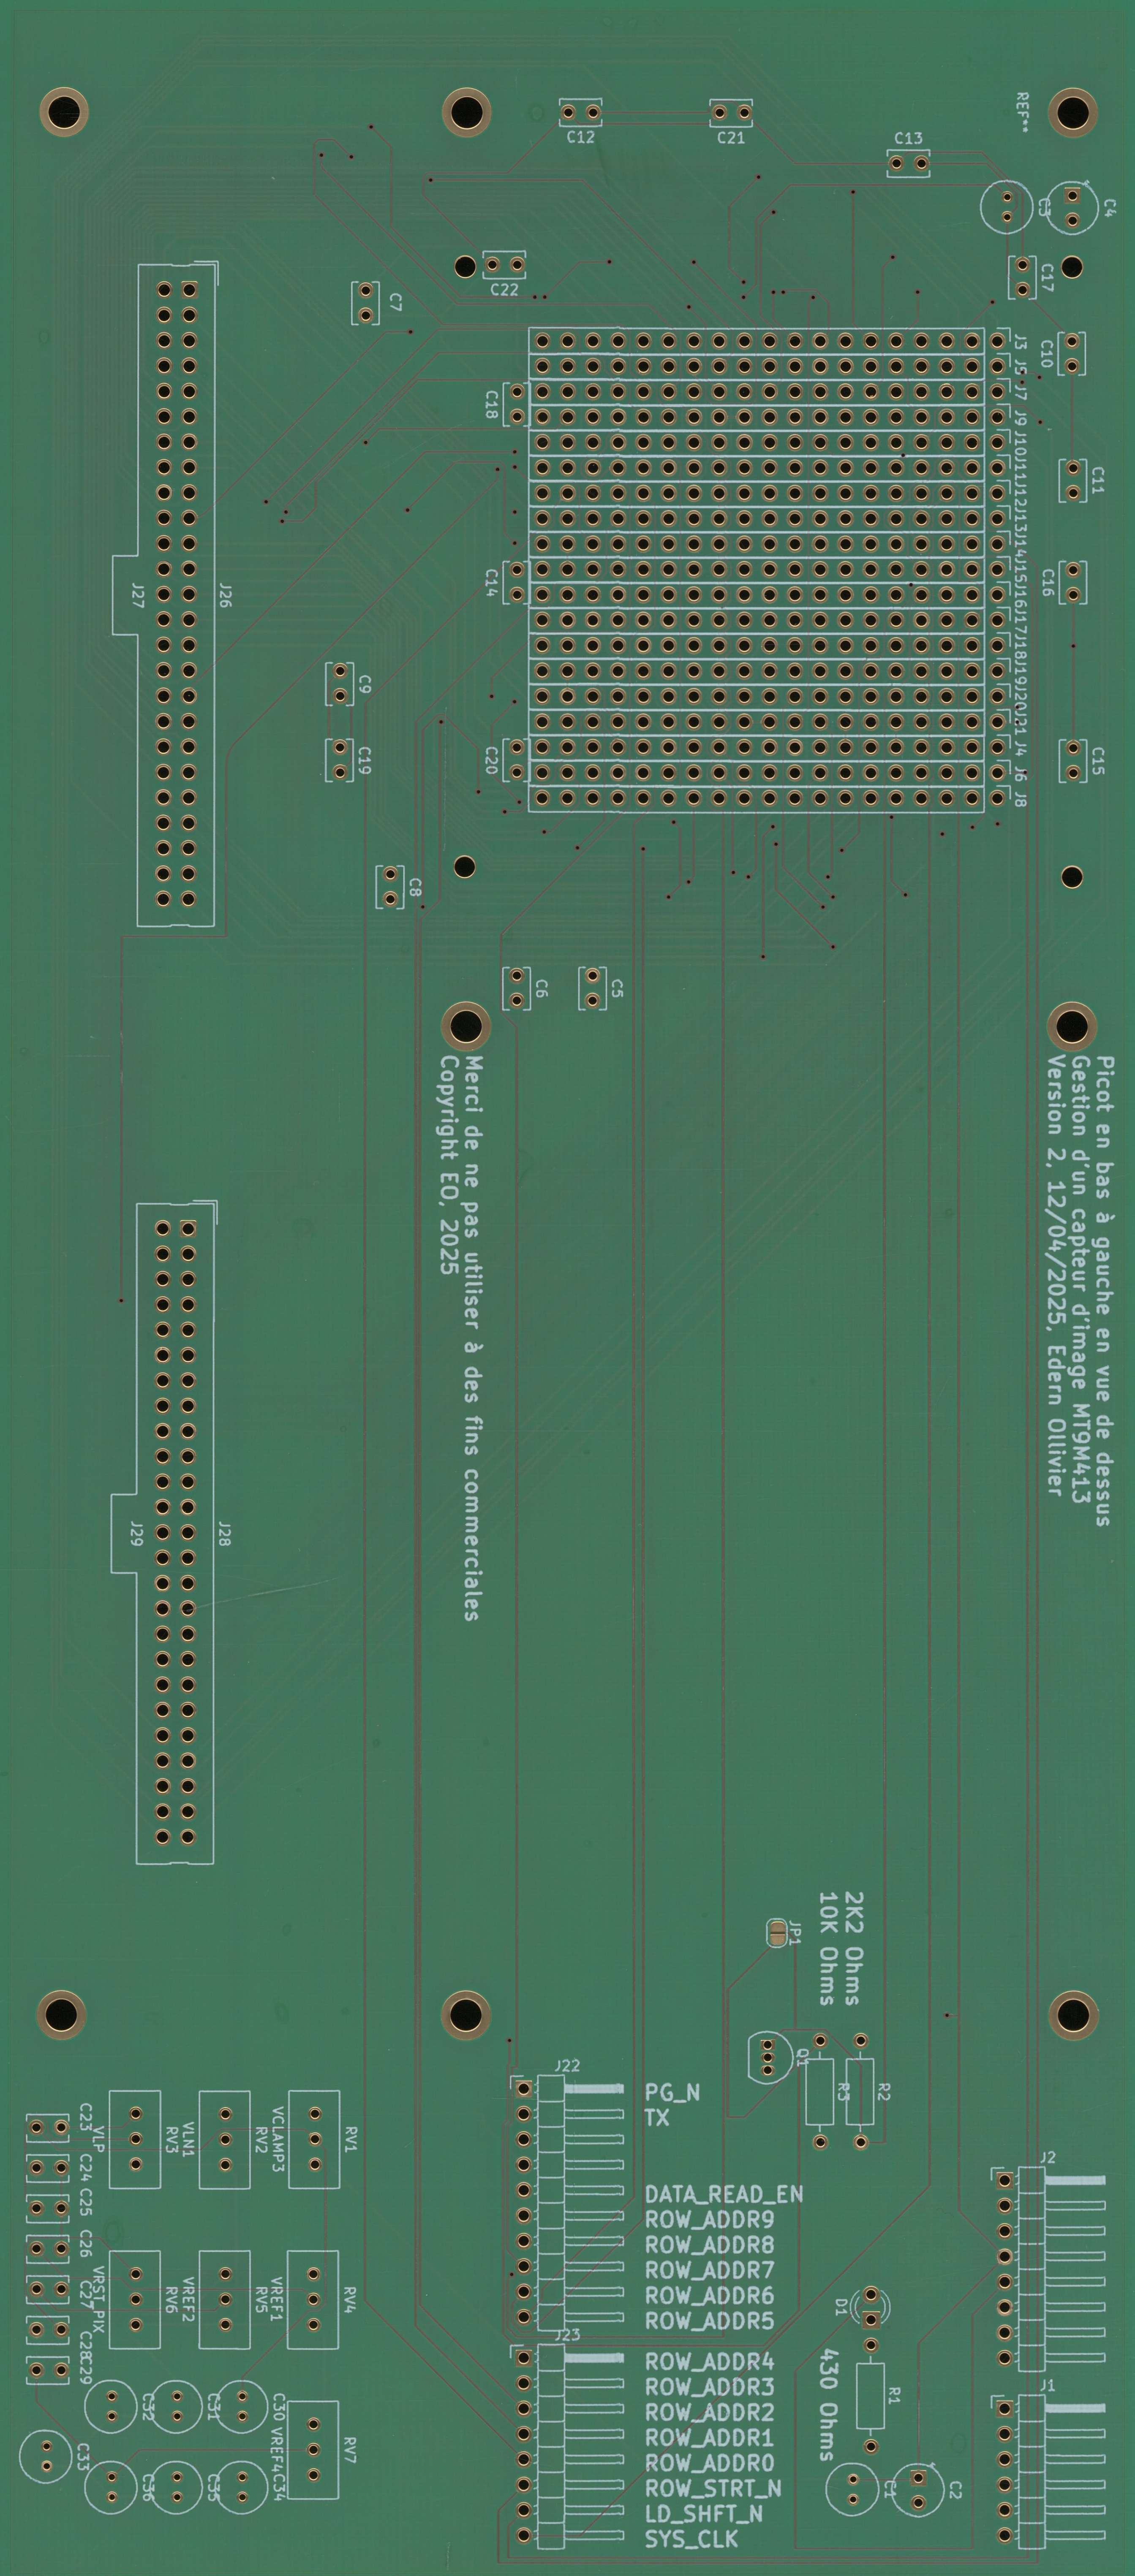 REF**
C12
C21
C13
C3
C4
C22
C7
C17
J3
J5
J7
J9
J10
J11
J12
J13
J14
J15
J16
J17
J18
J19
J20
J21
J4
J6
J8
C10
C18
C11
C14
C16
J27
J26
C9
C19
C20
C15
C8
C6
C5
Picot en bas à gauche en vue de dessus
Gestion d'un capteur d'image MT9M413
Version 2, 12/04/2025, Edern Ollivier
Merci de ne pas utiliser à des fins commerciales
Copyright EO, 2025
J29
J28
2K2 Ohms
10K Ohms
JP1
Q1
R3
R2
J22
PG_N
TX
DATA_READ_EN
ROW_ADDR9
ROW_ADDR8
ROW_ADDR7
ROW_ADDR6
ROW_ADDR5
J23
ROW_ADDR4
ROW_ADDR3
ROW_ADDR2
ROW_ADDR1
ROW_ADDR0
ROW_STRT_N
LD_SHFT_N
SYS_CLK
J2
J1
D1
R1
430 Ohms
C1
C2
C23
VLP
RV3
VLN1
RV2
VCLAMP3
RV1
C24
C25
C26
C27
VRST_PIX
RV6
VREF2
RV5
VREF1
RV4
C28
C29
C32
C31
C30
VREF4
RV7
C33
C36
C35
C34